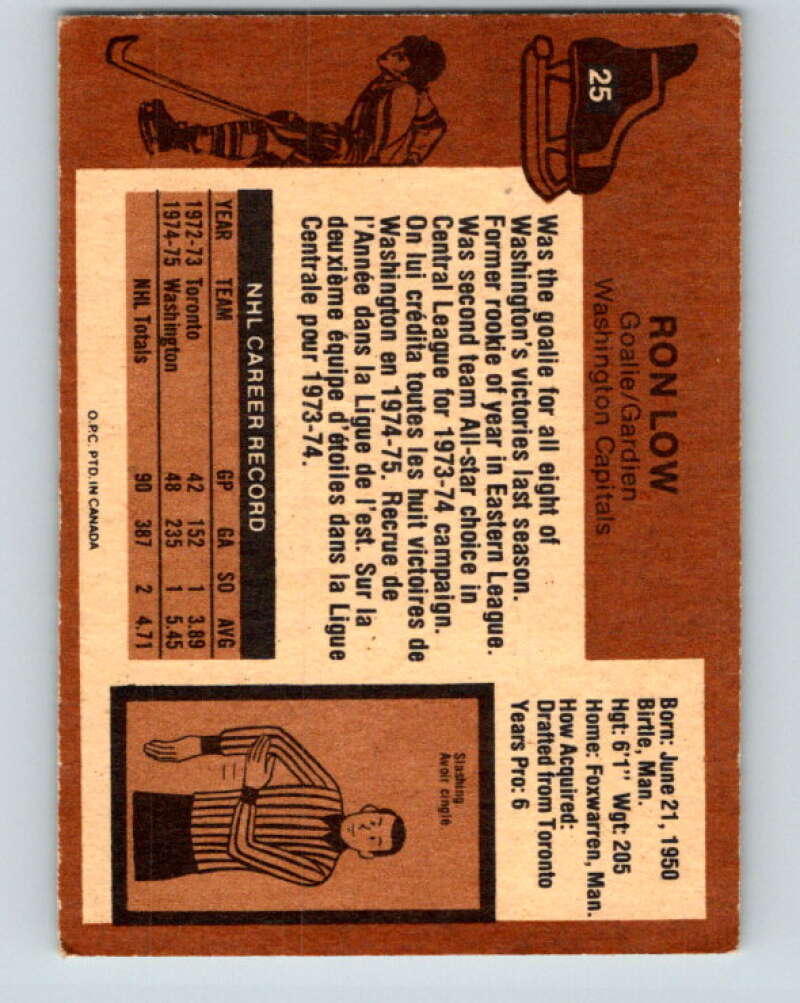 25
RON LOW
Goalie/Gardien
Washington Capitals
Was the goalie for all eight of
Washington's victories last season.
Former rookie of year in Eastern League.
Was second team All-star choice in
Central League for 1973-74 campaign.
On lui crédita toutes les huit victoires de
Washington en 1974-75. Recrue de
l'Année dans la Ligue de l'est. Sur la
deuxième équipe d'étoiles dans la Ligue
Centrale pour 1973-74.
NHL CAREER RECORD
YEAR TEAM GP GA SO AVG
1972-73 Toronto 42 152 1 3.89
1974-75 Washington 48 235 1 5.45
NHL Totals 90 387 2 4.71
O.P.C. PTD. IN CANADA
Born: June 21, 1950
Birtle, Man.
Hgt: 6'1" Wgt: 205
Home: Foxwarren, Man.
How Acquired:
Drafted from Toronto
Years Pro: 6
Slashing
Avoir cinglé